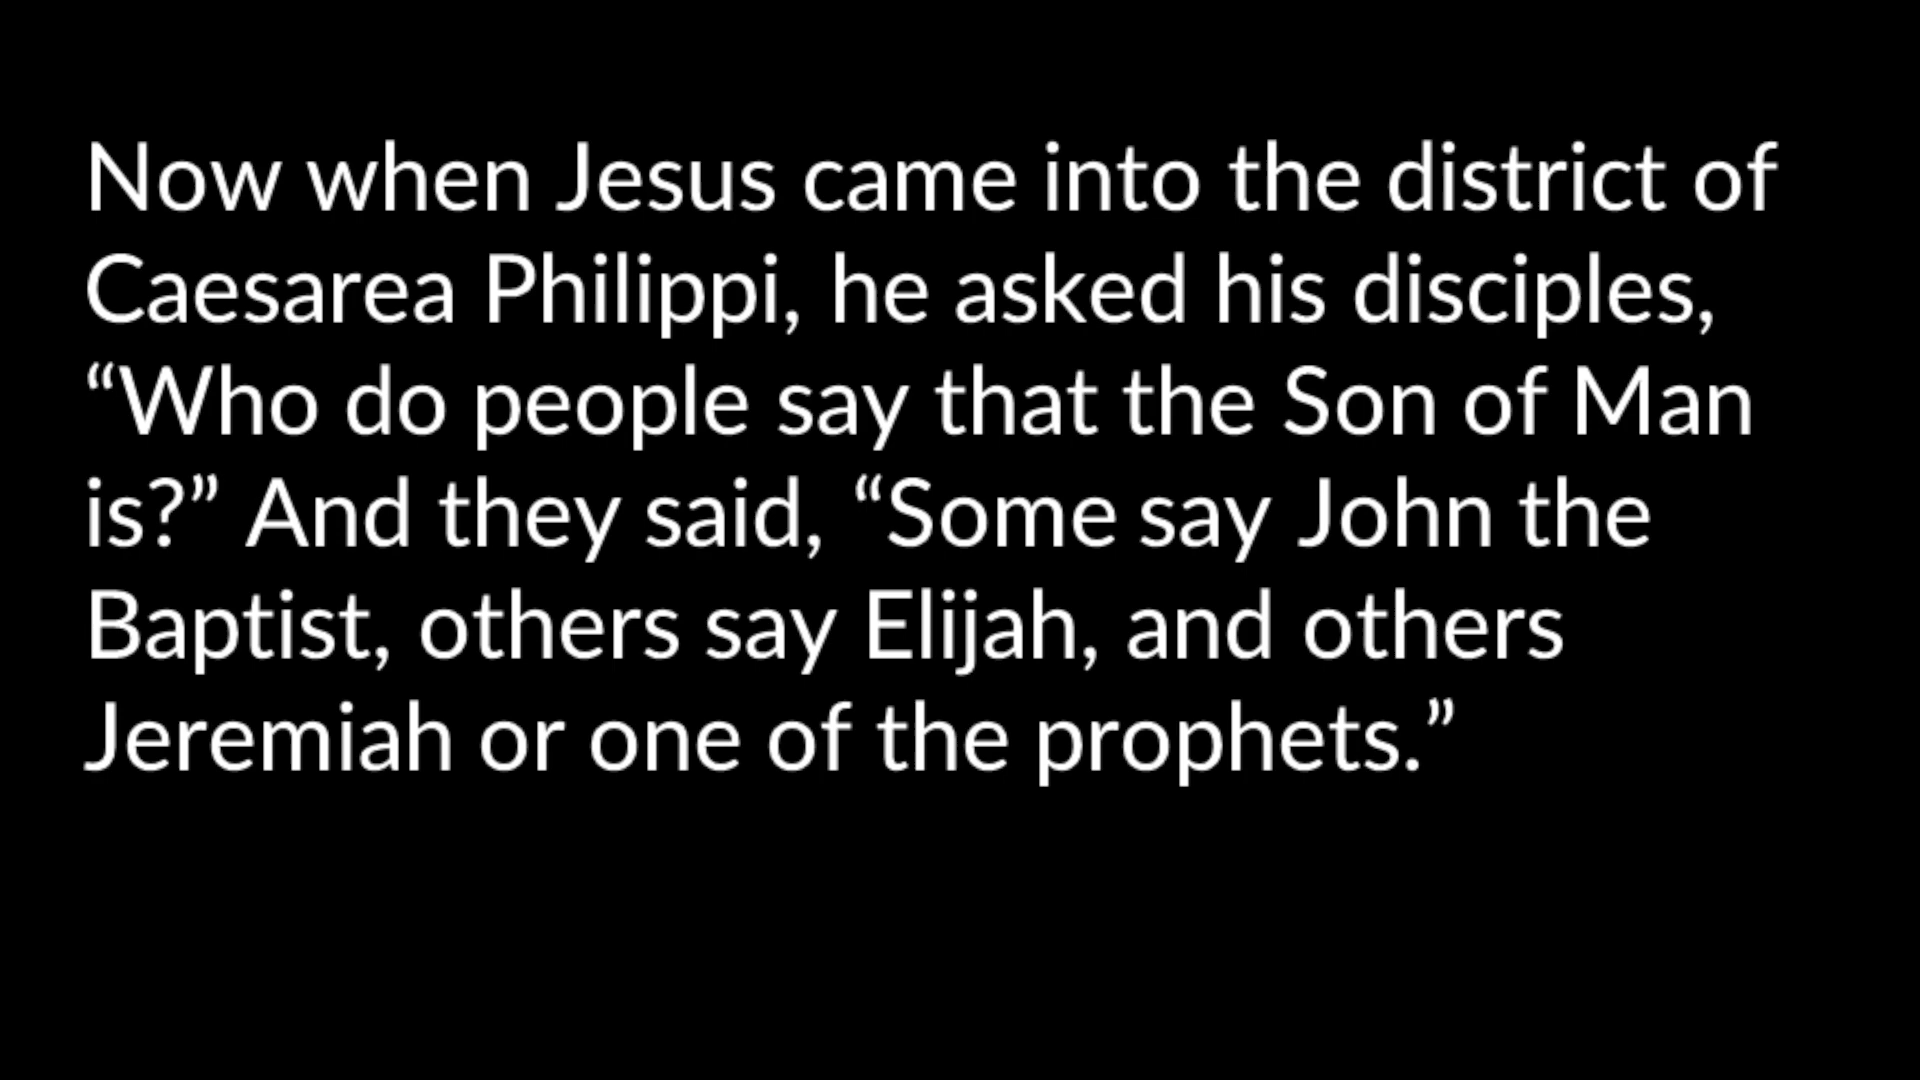 Now when Jesus came into the district of
Caesarea Philippi, he asked his disciples,
“Who do people say that the Son of Man
is?” And they said, “Some say John the
Baptist, others say Elijah, and others
Jeremiah or one of the prophets.”